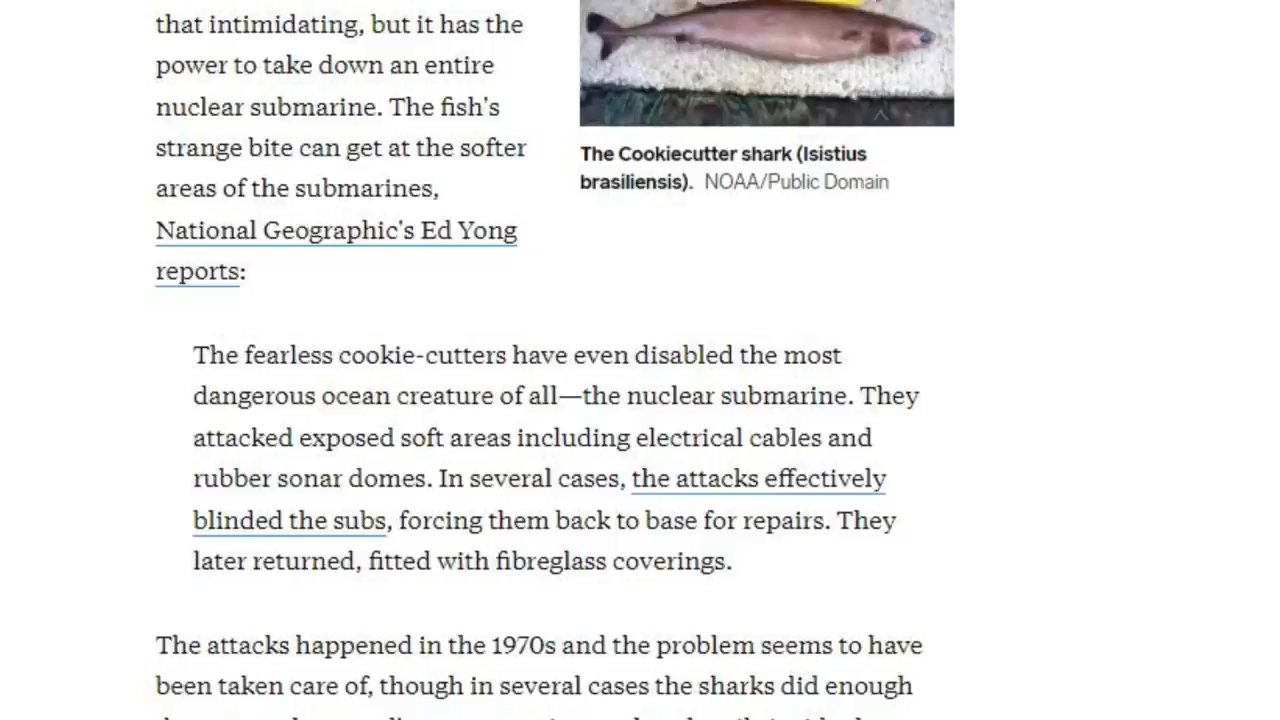 that intimidating, but it has the
power to take down an entire
nuclear submarine. The fish's
strange bite can get at the softer
areas of the submarines,
National Geographic's Ed Yong
reports:
The Cookiecutter shark (Isistius
brasiliensis). NOAA/Public Domain
The fearless cookie-cutters have even disabled the most
dangerous ocean creature of all—the nuclear submarine. They
attacked exposed soft areas including electrical cables and
rubber sonar domes. In several cases, the attacks effectively
blinded the subs, forcing them back to base for repairs. They
later returned, fitted with fibreglass coverings.
The attacks happened in the 1970s and the problem seems to have
been taken care of, though in several cases the sharks did enough